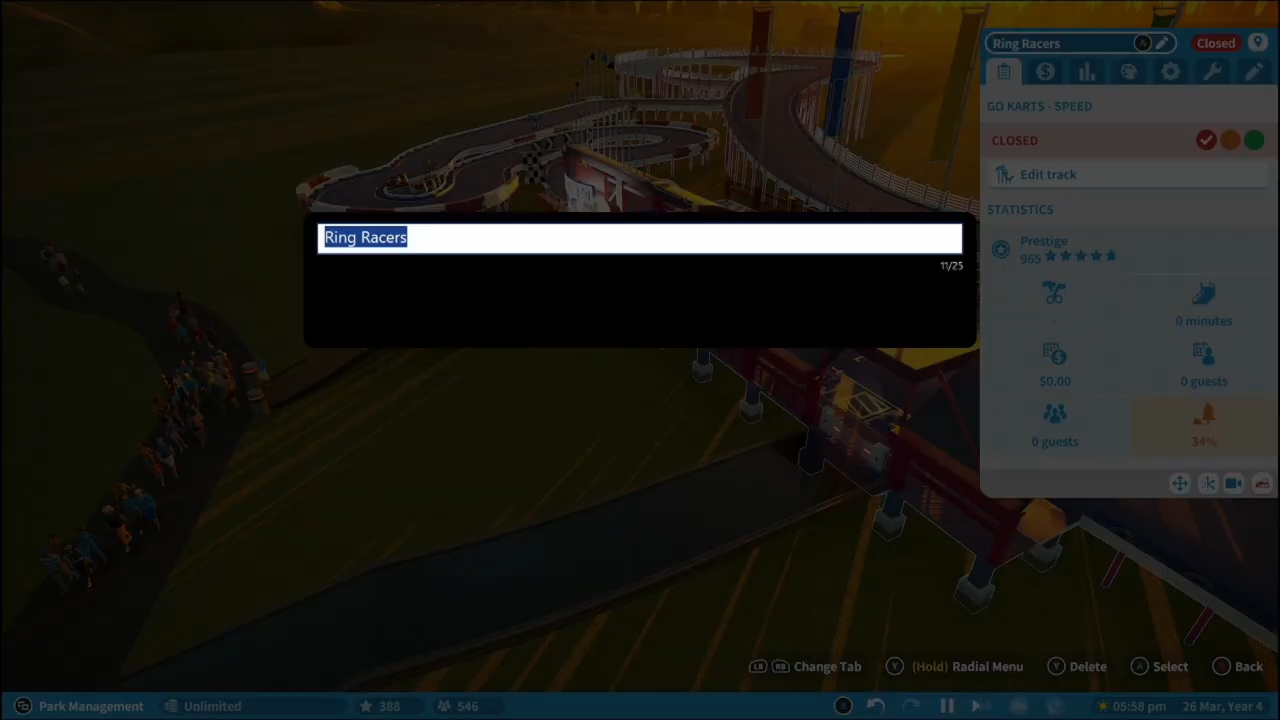 Ring Racers
Closed
GO KARTS - SPEED
CLOSED
Edit track
STATISTICS
Prestige
965
-
0 minutes
$0.00
0 guests
0 guests
34%
Ring Racers
11/25
LB RB Change Tab
Y (Hold) Radial Menu
Y Delete
A Select
Back
Park Management
Unlimited
388
546
05:58 pm
26 Mar, Year 4